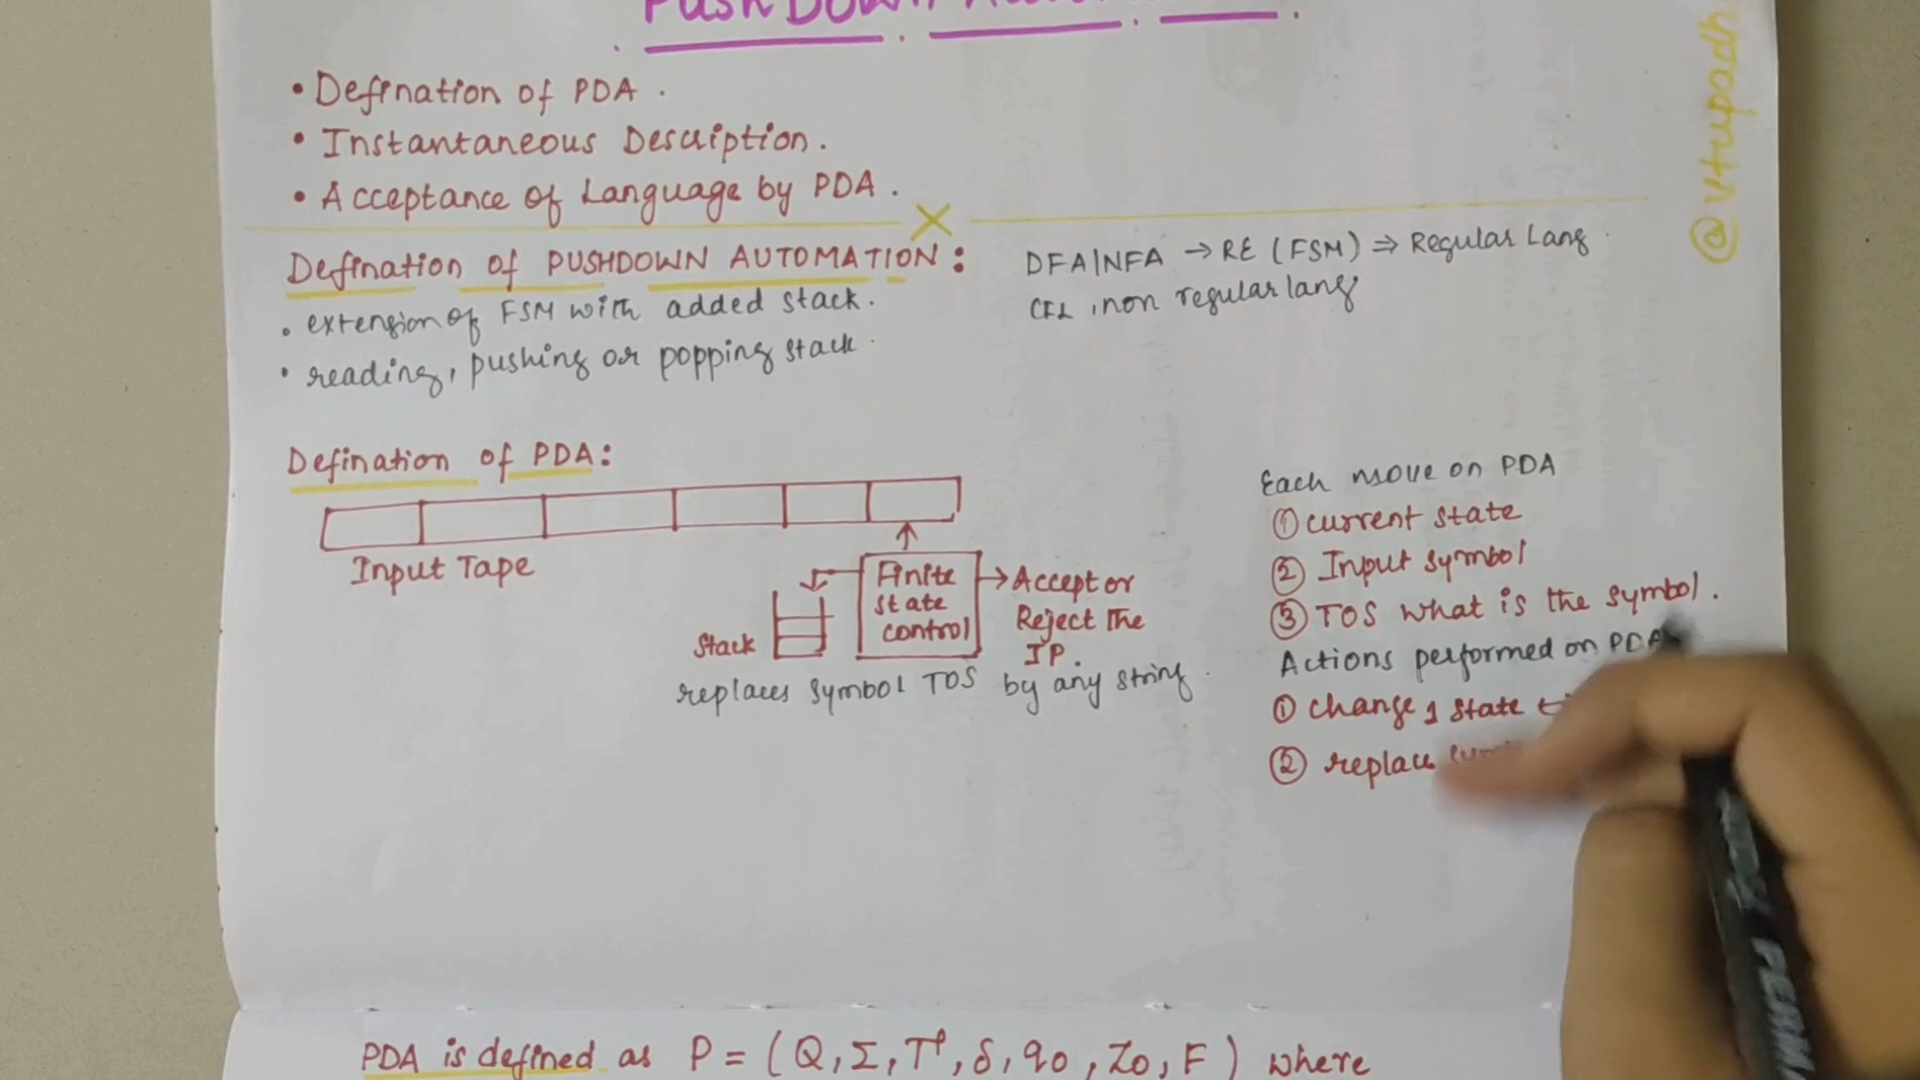 PushDown
• Defination of PDA .
• Instantaneous Description.
• Acceptance of Language by PDA .
Defination of PUSHDOWN AUTOMATION :
. extension of FSM with added stack.
• reading, pushing or popping stack.
DFA|NFA → RE (FSM) ⇒ Regular Lang.
CFL , non regular lang
@vtupadh
Defination of PDA:
Input Tape
Stack
Finite state control
→ Accept or Reject The IP.
replaces symbol TOS by any string.
Each move on PDA
① current state
② Input symbol
③ TOS what is the symbol.
Actions performed on PDA
① change 1 state
② replace
PDA is defined as P = (Q, Σ, Γ, δ, q0, Z0, F) where